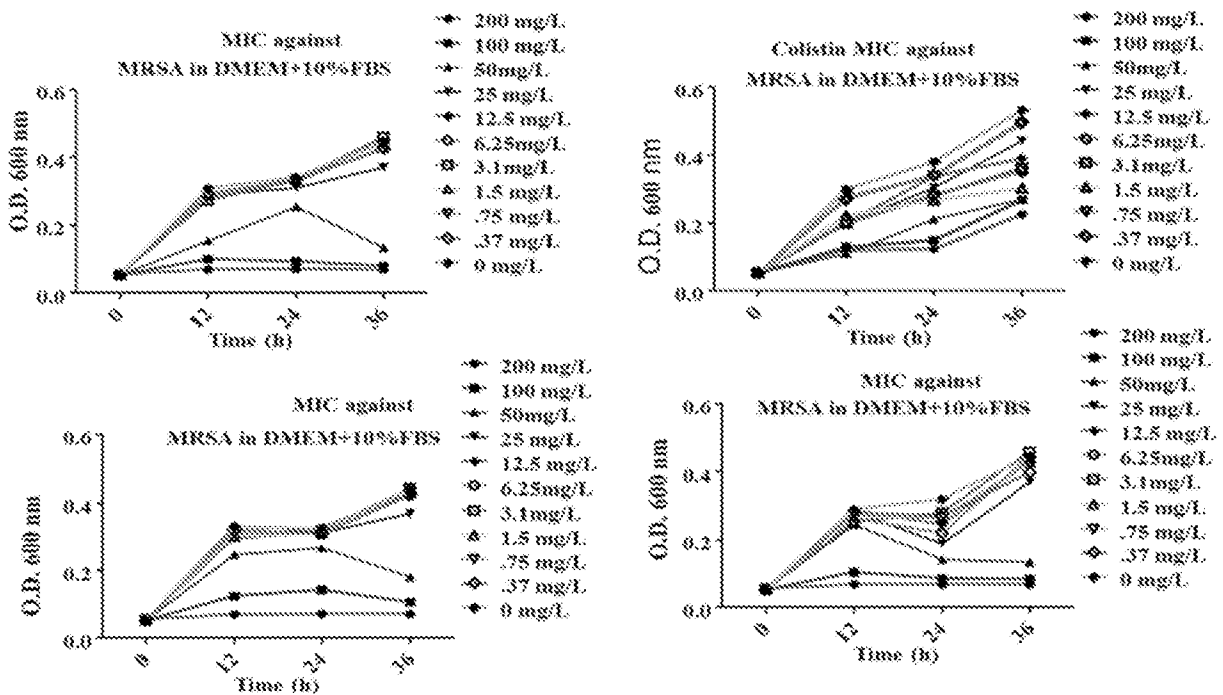 MIC against
MRSA in DMEM+10%FBS
O.D. 600 nm
0.6
0.4
0.2
0.0
0
12
24
36
Time (h)
200 mg/L
100 mg/L
50mg/L
25 mg/L
12.5 mg/L
6.25mg/L
3.1mg/L
1.5 mg/L
.75 mg/L
.37 mg/L
0 mg/L
Colistin MIC against
MRSA in DMEM+10%FBS
O.D. 600 nm
0.6
0.4
0.2
0.0
0
12
24
36
Time (h)
200 mg/L
100 mg/L
50mg/L
25 mg/L
12.5 mg/L
6.25mg/L
3.1mg/L
1.5 mg/L
.75 mg/L
.37 mg/L
0 mg/L
MIC against
MRSA in DMEM+10%FBS
O.D. 600 nm
0.6
0.4
0.2
0.0
0
12
24
36
Time (h)
200 mg/L
100 mg/L
50mg/L
25 mg/L
12.5 mg/L
6.25mg/L
3.1mg/L
1.5 mg/L
.75 mg/L
.37 mg/L
0 mg/L
MIC against
MRSA in DMEM+10%FBS
O.D. 600 nm
0.6
0.4
0.2
0.0
0
12
24
36
Time (h)
200 mg/L
100 mg/L
50mg/L
25 mg/L
12.5 mg/L
6.25mg/L
3.1mg/L
1.5 mg/L
.75 mg/L
.37 mg/L
0 mg/L